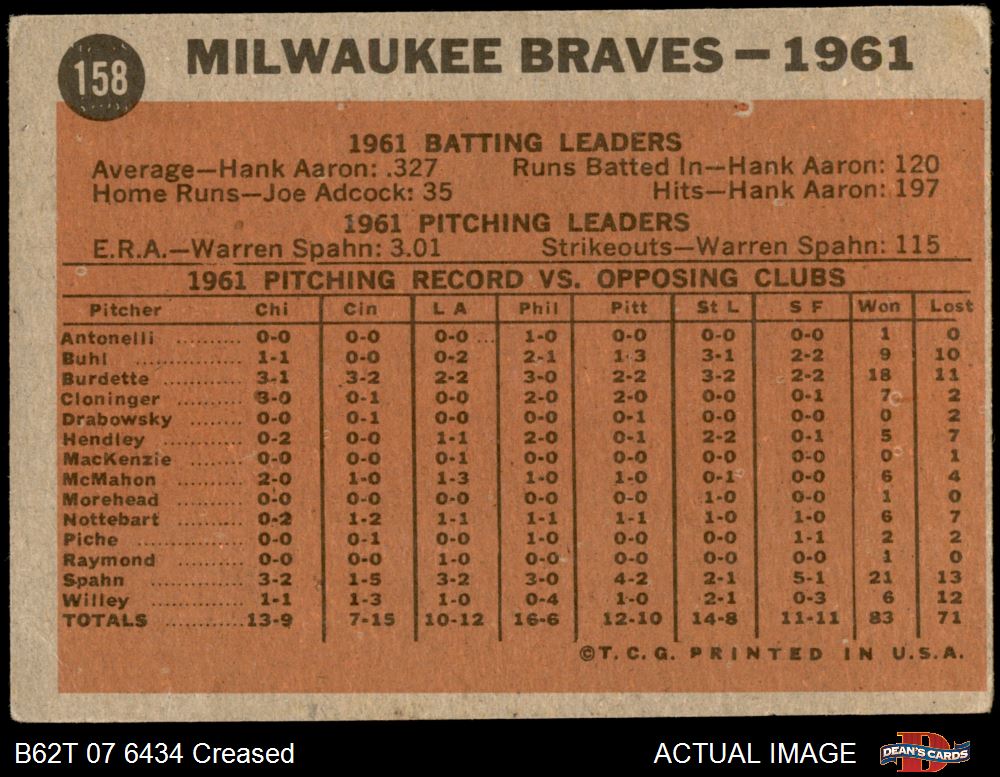 158
MILWAUKEE BRAVES — 1961
1961 BATTING LEADERS
Average—Hank Aaron: .327 Runs Batted In—Hank Aaron: 120
Home Runs—Joe Adcock: 35 Hits—Hank Aaron: 197
1961 PITCHING LEADERS
E.R.A.—Warren Spahn: 3.01 Strikeouts—Warren Spahn: 115
1961 PITCHING RECORD VS. OPPOSING CLUBS
Pitcher Chi Cin L A Phil Pitt St L S F Won Lost
Antonelli .......... 0-0 0-0 0-0 1-0 0-0 0-0 0-0 1 0
Buhl .............. 1-1 0-0 0-2 2-1 1-3 3-1 2-2 9 10
Burdette ............ 3-1 3-2 2-2 3-0 2-2 3-2 2-2 18 11
Cloninger .......... 3-0 0-1 0-0 2-0 2-0 0-0 0-1 7 2
Drabowsky ........ 0-0 0-1 0-0 0-0 0-1 0-0 0-0 0 2
Hendley ............ 0-2 0-0 1-1 2-0 0-1 2-2 0-1 5 7
MacKenzie ........ 0-0 0-0 0-1 0-0 0-0 0-0 0-0 0 1
McMahon .......... 2-0 1-0 1-3 1-0 1-0 0-1 0-0 6 4
Morehead .......... 0-0 0-0 0-0 0-0 0-0 1-0 0-0 1 0
Nottebart .......... 0-2 1-2 1-1 1-1 1-1 1-0 1-0 6 7
Piche .............. 0-0 0-1 0-0 1-0 0-0 0-0 1-1 2 2
Raymond .......... 0-0 0-0 1-0 0-0 0-0 0-0 0-0 1 0
Spahn .............. 3-2 1-5 3-2 3-0 4-2 2-1 5-1 21 13
Willey .............. 1-1 1-3 1-0 0-4 1-0 2-1 0-3 6 12
TOTALS ............ 13-9 7-15 10-12 16-6 12-10 14-8 11-11 83 71
©T. C. G. PRINTED IN U.S.A.
B62T 07 6434 Creased ACTUAL IMAGE
DEAN'S CARDS